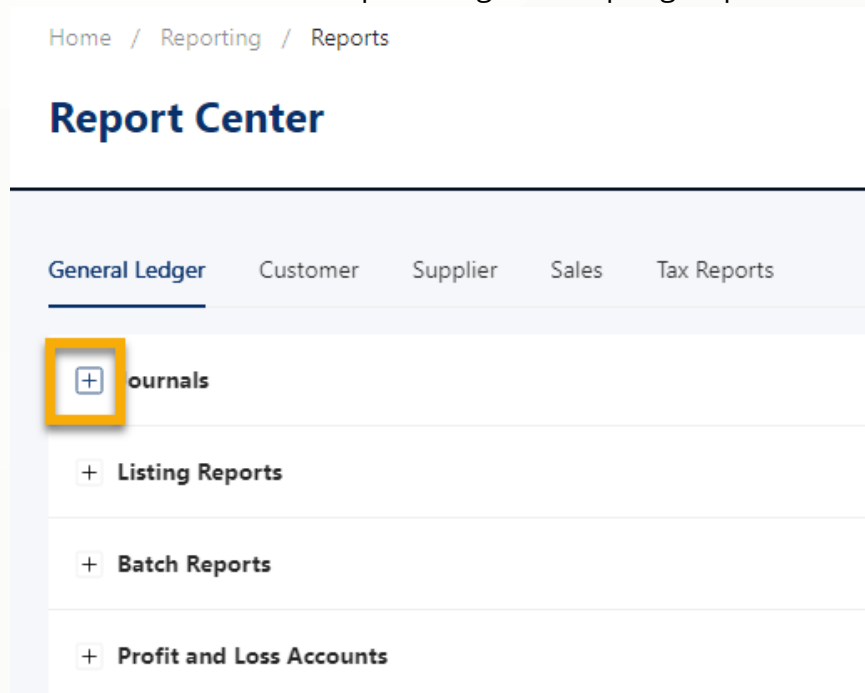 Home / Reporting / Reports
Report Center
General Ledger Customer Supplier Sales Tax Reports
+ ournals
+ Listing Reports
+ Batch Reports
+ Profit and Loss Accounts